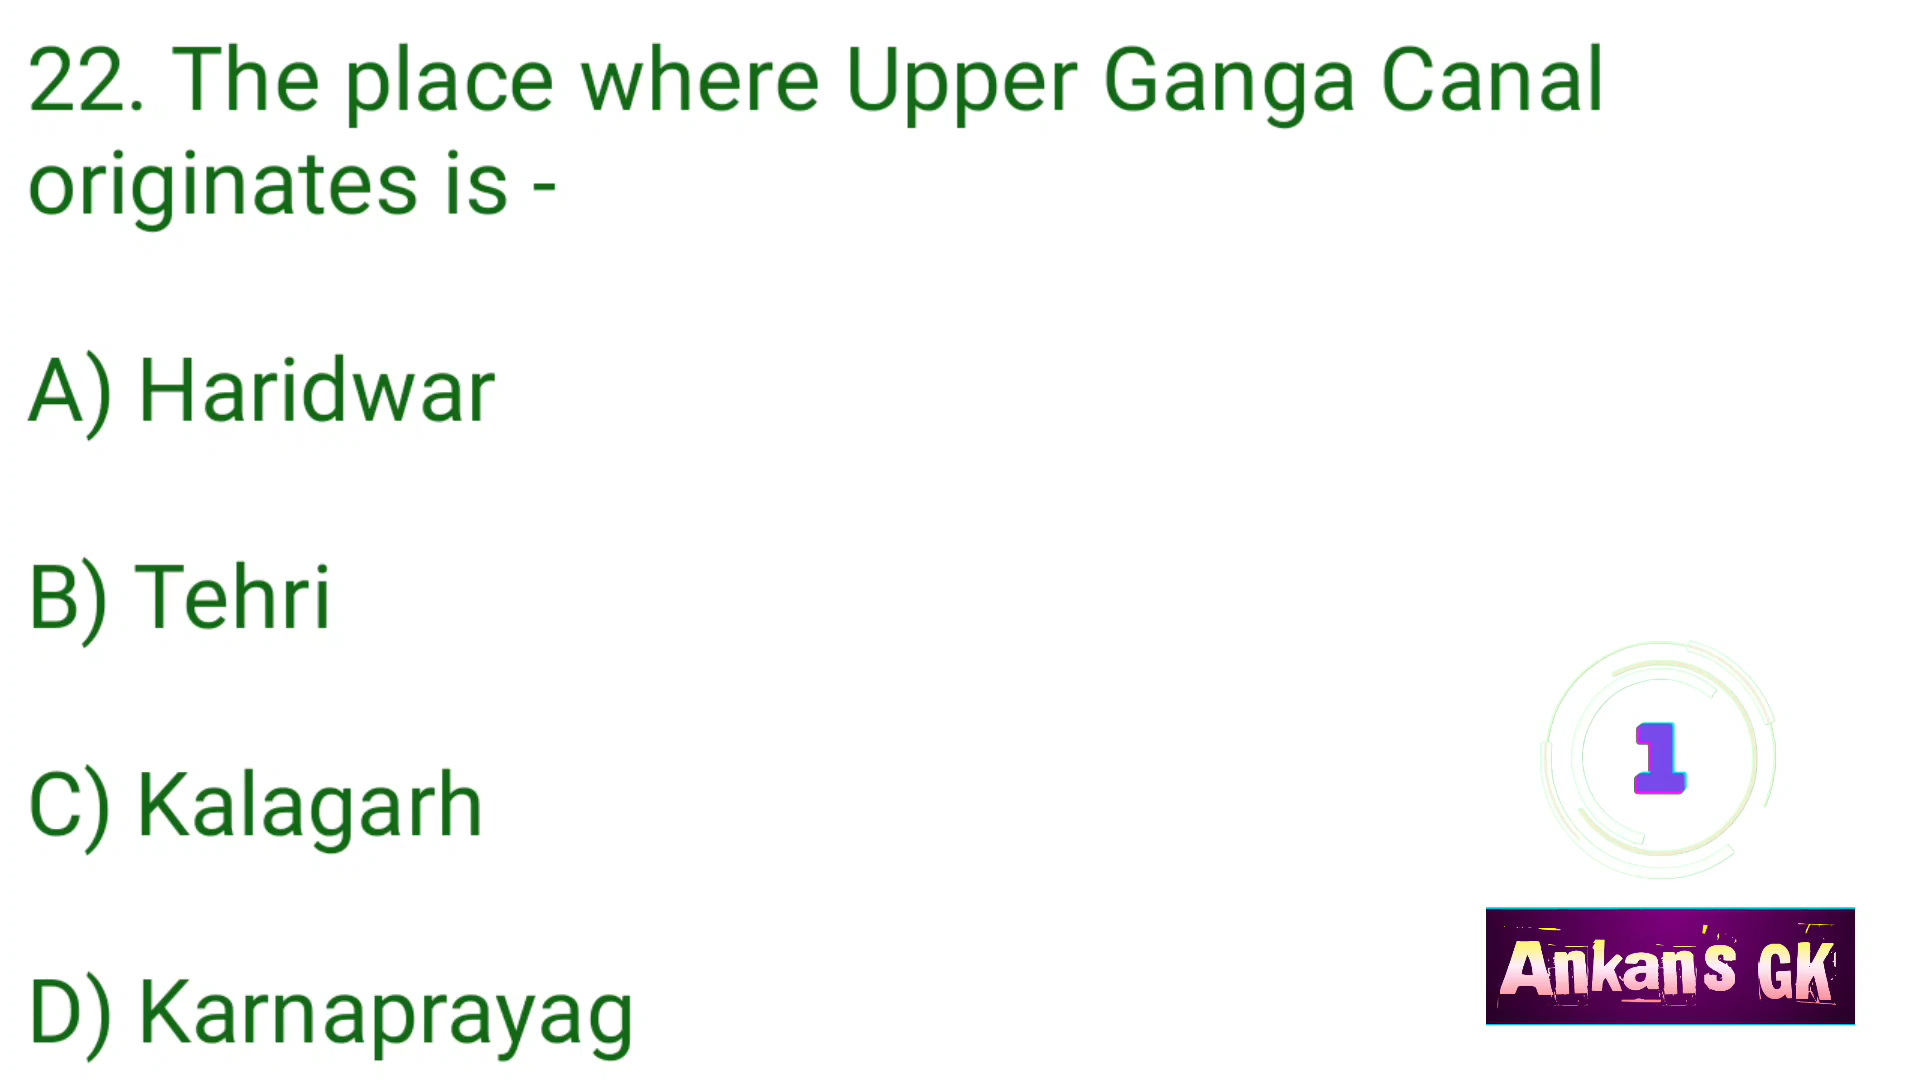 22. The place where Upper Ganga Canal
originates is -
A) Haridwar
B) Tehri
C) Kalagarh
D) Karnaprayag
1
Ankan's GK